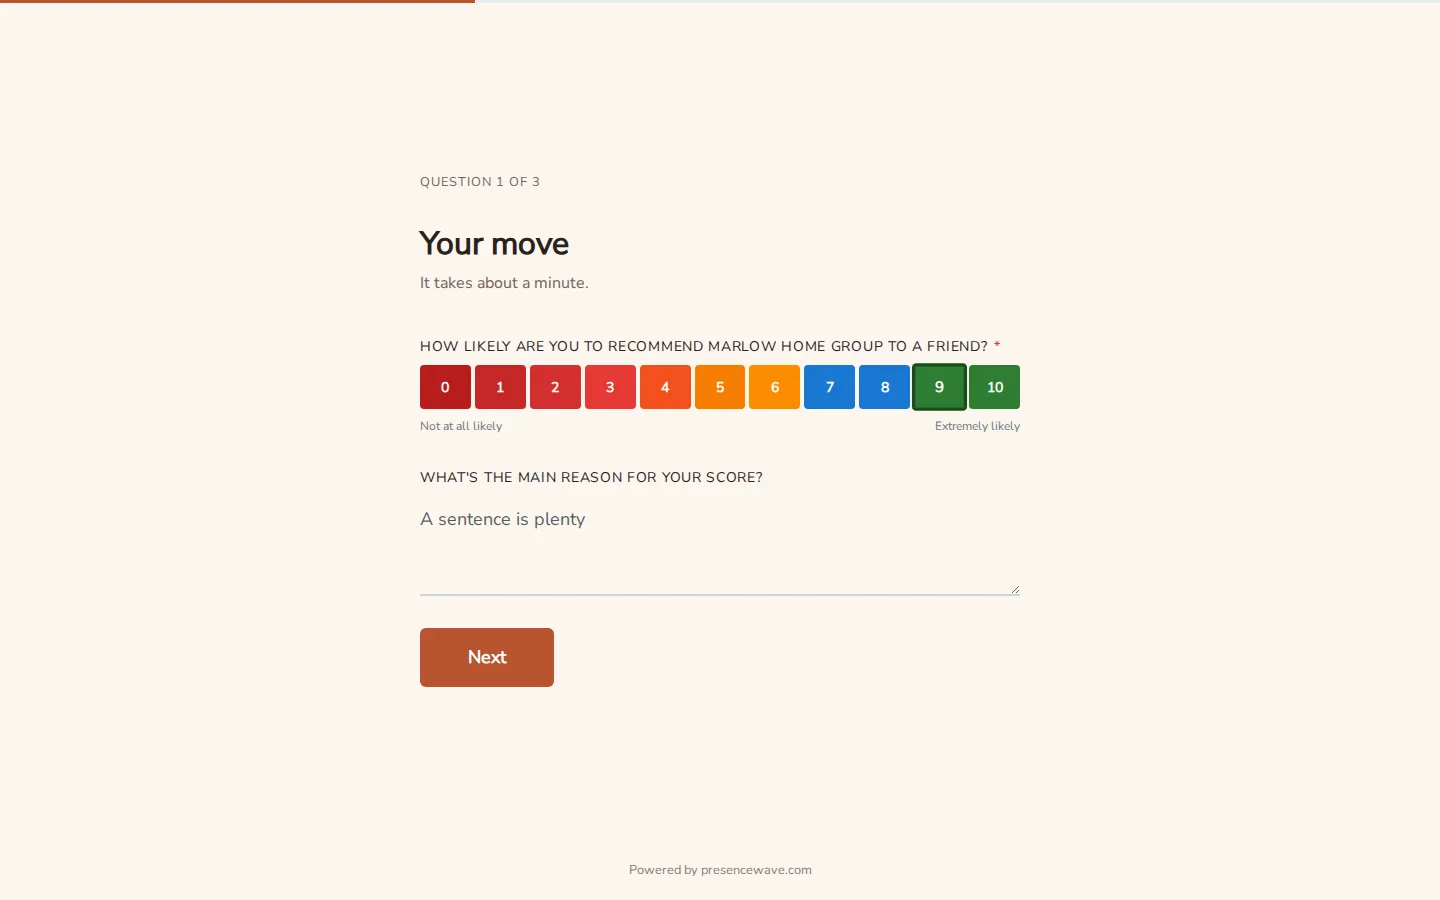 QUESTION 1 OF 3
Your move
It takes about a minute.
HOW LIKELY ARE YOU TO RECOMMEND MARLOW HOME GROUP TO A FRIEND? *
0 1 2 3 4 5 6 7 8 9 10
Not at all likely Extremely likely
WHAT'S THE MAIN REASON FOR YOUR SCORE?
A sentence is plenty
Next
Powered by presencewave.com